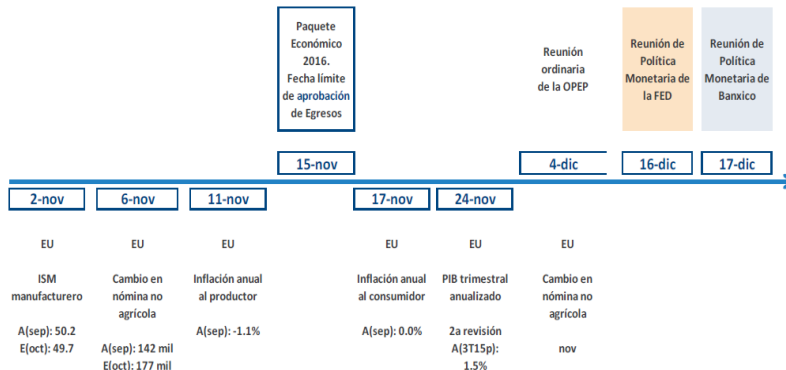 Paquete
Económico
2016.
Fecha límite
de aprobación
de Egresos
Reunión
ordinaria
de la OPEP
Reunión de
Política
Monetaria de
la FED
Reunión de
Política
Monetaria de
Banxico
15-nov
4-dic
16-dic
17-dic
2-nov
6-nov
11-nov
17-nov
24-nov
EU
ISM
manufacturero
A(sep): 50.2
E(oct): 49.7
EU
Cambio en
nómina no
agrícola
A(sep): 142 mil
E(oct): 177 mil
EU
Inflación anual
al productor
A(sep): -1.1%
EU
Inflación anual
al consumidor
A(sep): 0.0%
EU
PIB trimestral
anualizado
2a revisión
A(3T15p):
1.5%
EU
Cambio en
nómina no
agrícola
nov